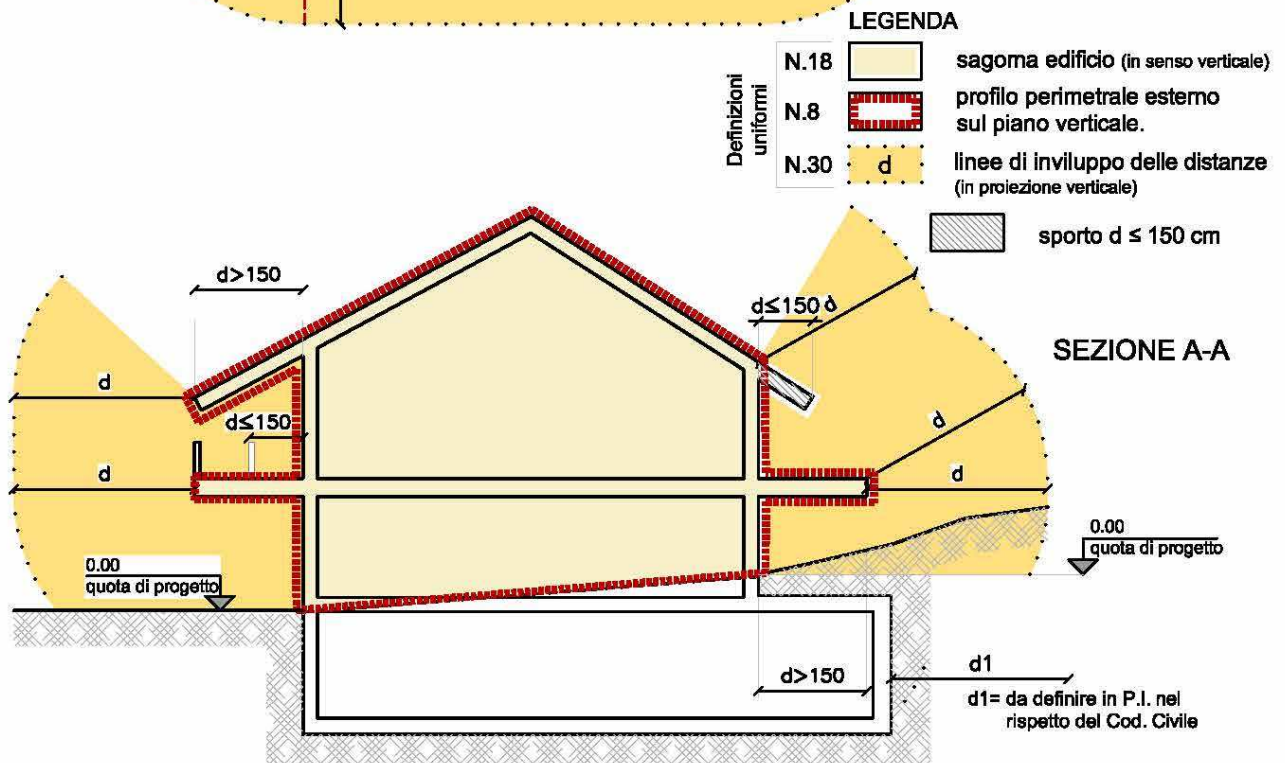 LEGENDA
Definizioni
uniformi
N.18 sagoma edificio (in senso verticale)
N.8 profilo perimetrale esterno
sul piano verticale.
N.30 d linee di inviluppo delle distanze
(in proiezione verticale)
sporto d ≤ 150 cm
d>150
d≤150 d
SEZIONE A-A
d
d≤150
d
d
d
0.00
quota di progetto
0.00
quota di progetto
d>150
d1
d1= da definire in P.I. nel
rispetto del Cod. Civile